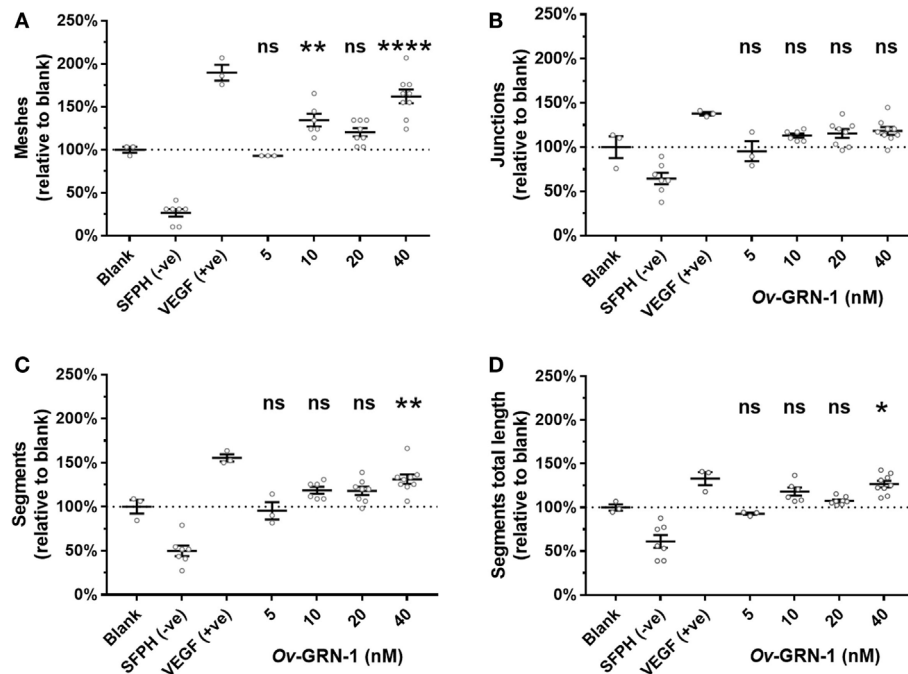 A
Meshes
(relative to blank)
250%
200%
150%
100%
50%
0%
ns ** ns ****
Blank
SFPH (-ve)
VEGF (+ve)
5
10
20
40
B
Junctions
(relative to blank)
250%
200%
150%
100%
50%
0%
ns ns ns ns
Blank
SFPH (-ve)
VEGF (+ve)
5
10
20
40
Ov-GRN-1 (nM)
C
Segments
(relative to blank)
250%
200%
150%
100%
50%
0%
ns ns ns **
Blank
SFPH (-ve)
VEGF (+ve)
5
10
20
40
Ov-GRN-1 (nM)
D
Segments total length
(relative to blank)
250%
200%
150%
100%
50%
0%
ns ns ns *
Blank
SFPH (-ve)
VEGF (+ve)
5
10
20
40
Ov-GRN-1 (nM)